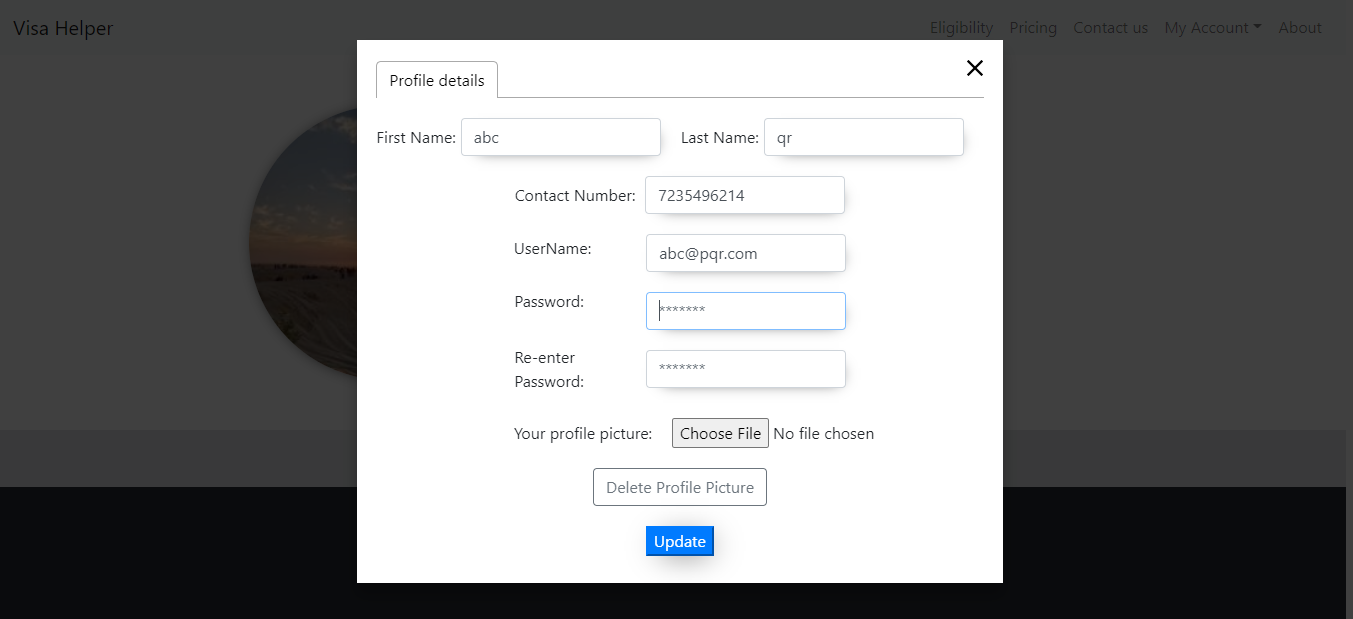 Visa Helper Eligibility Pricing Contact us My Account About
Profile details
First Name: abc Last Name: qr
Contact Number: 7235496214
UserName: abc@pqr.com
Password: *******
Re-enter
Password: *******
Your profile picture: Choose File No file chosen
Delete Profile Picture
Update